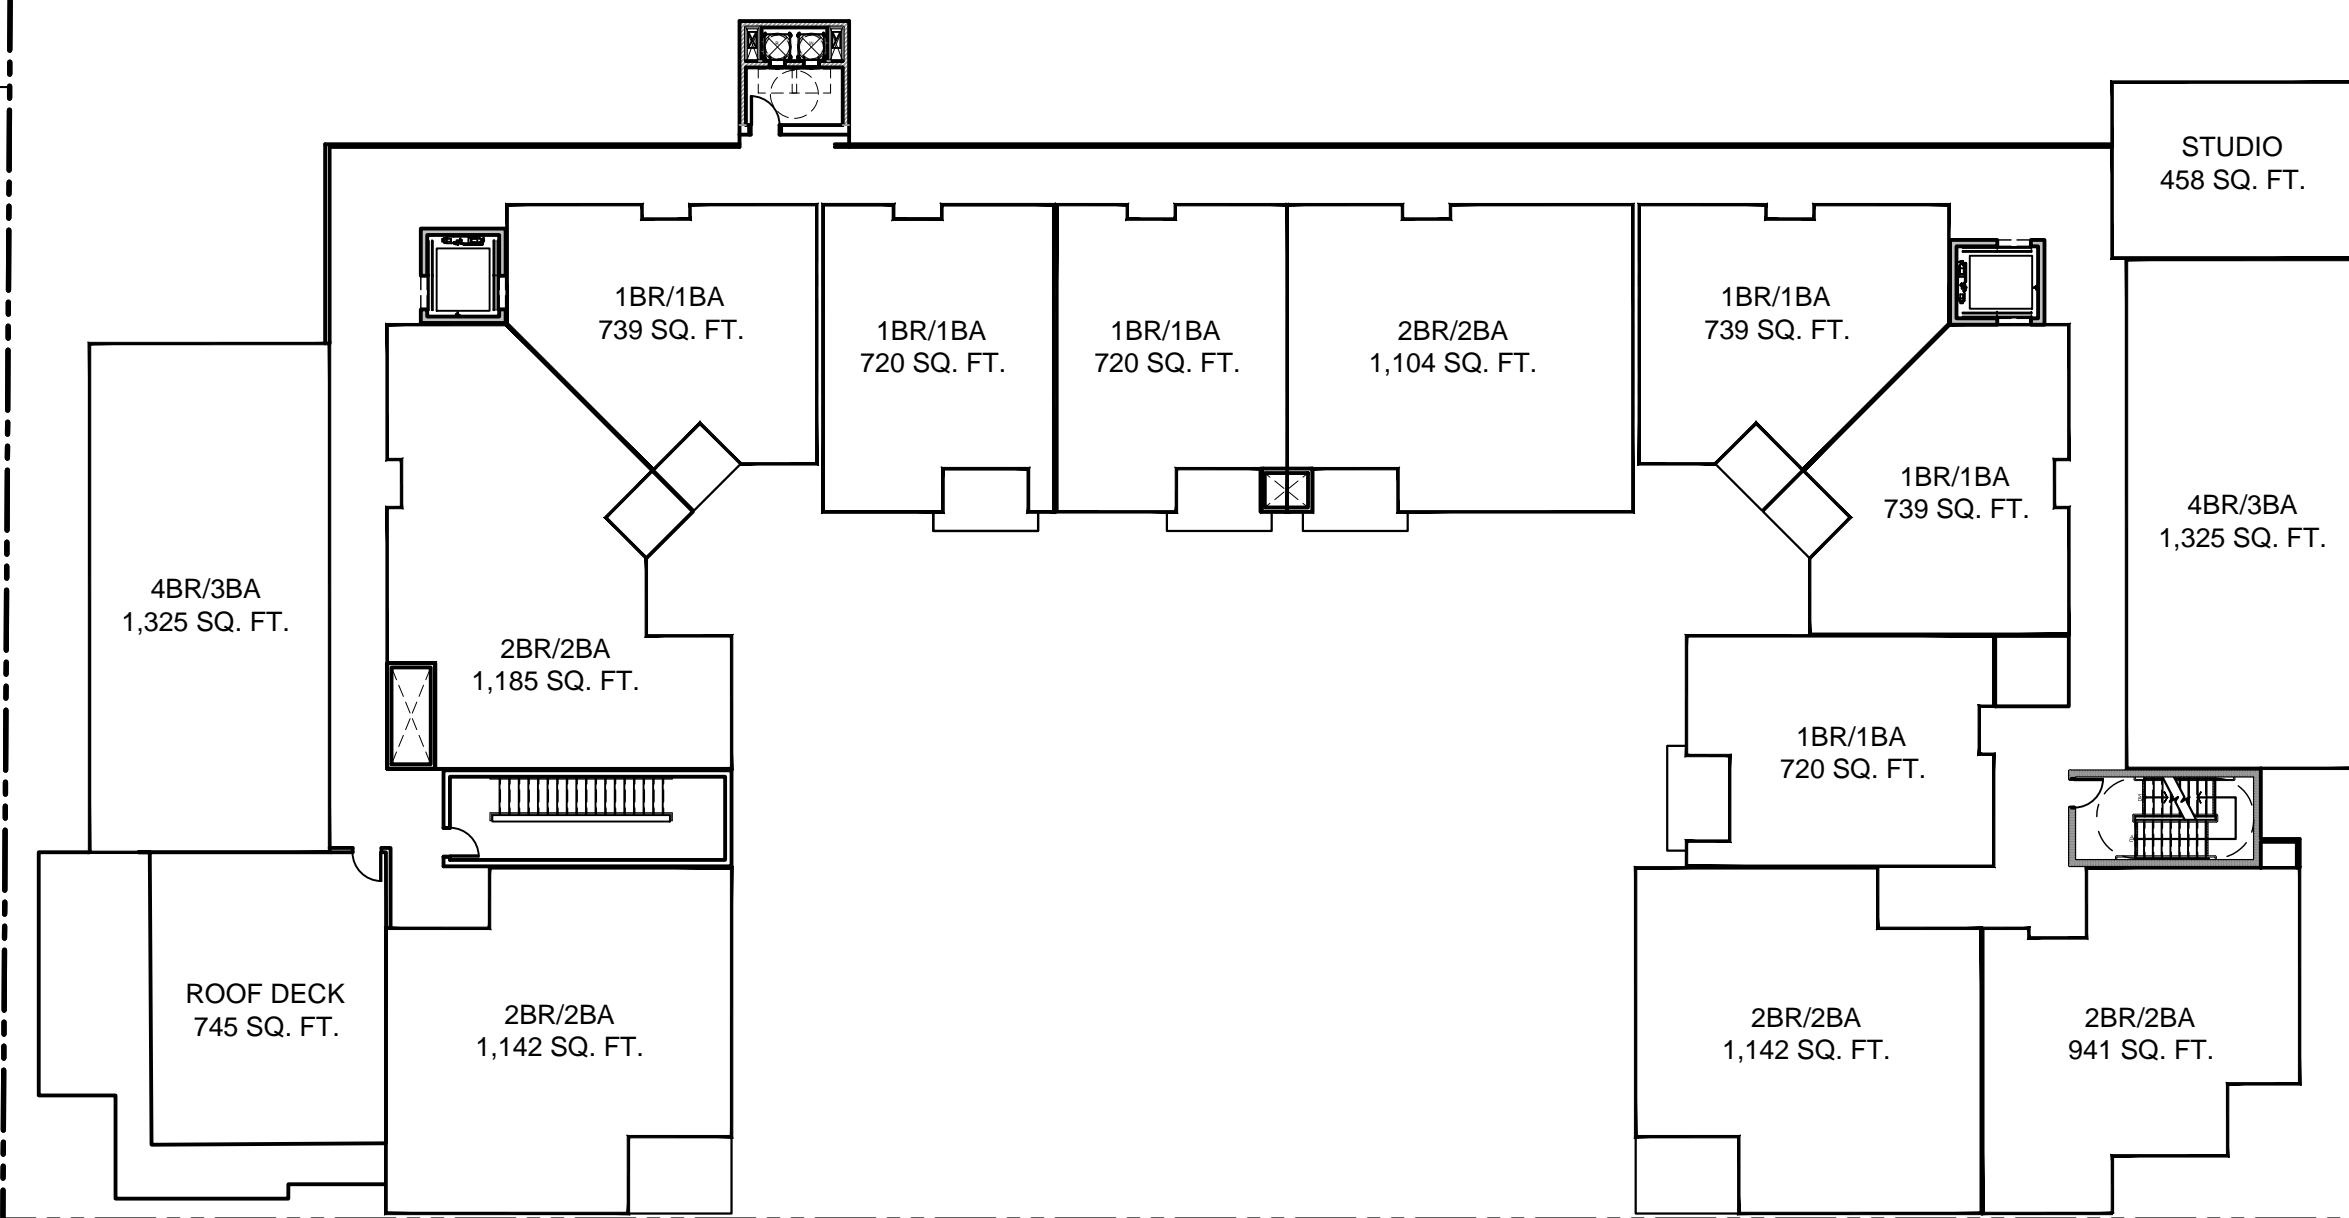 STUDIO
458 SQ. FT.
1BR/1BA
739 SQ. FT.
1BR/1BA
720 SQ. FT.
1BR/1BA
720 SQ. FT.
2BR/2BA
1,104 SQ. FT.
1BR/1BA
739 SQ. FT.
1BR/1BA
739 SQ. FT.
4BR/3BA
1,325 SQ. FT.
4BR/3BA
1,325 SQ. FT.
2BR/2BA
1,185 SQ. FT.
1BR/1BA
720 SQ. FT.
ROOF DECK
745 SQ. FT.
2BR/2BA
1,142 SQ. FT.
2BR/2BA
1,142 SQ. FT.
2BR/2BA
941 SQ. FT.